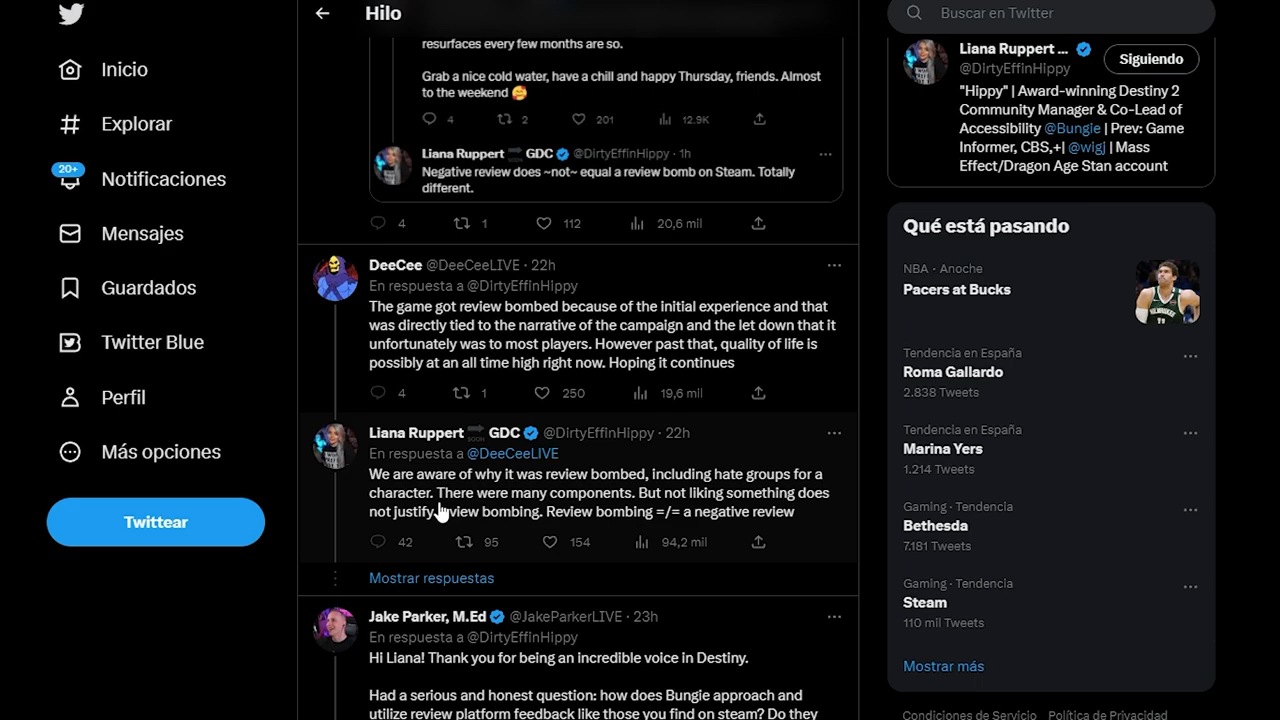 Inicio
Explorar
20+
Notificaciones
Mensajes
Guardados
Twitter Blue
Perfil
Más opciones
Twittear
Hilo
resurfaces every few months are so.
Grab a nice cold water, have a chill and happy Thursday, friends. Almost
to the weekend 🥰
4 2 201 12.9K
Liana Ruppert 🔜 GDC @DirtyEffinHippy · 1h
Negative review does ~not~ equal a review bomb on Steam. Totally
different.
4 1 112 20,6 mil
DeeCee @DeeCeeLIVE · 22h
En respuesta a @DirtyEffinHippy
The game got review bombed because of the initial experience and that
was directly tied to the narrative of the campaign and the let down that it
unfortunately was to most players. However past that, quality of life is
possibly at an all time high right now. Hoping it continues
4 1 250 19,6 mil
Liana Ruppert 🔜 GDC @DirtyEffinHippy · 22h
En respuesta a @DeeCeeLIVE
We are aware of why it was review bombed, including hate groups for a
character. There were many components. But not liking something does
not justify review bombing. Review bombing =/= a negative review
42 95 154 94,2 mil
Mostrar respuestas
Jake Parker, M.Ed @JakeParkerLIVE · 23h
En respuesta a @DirtyEffinHippy
Hi Liana! Thank you for being an incredible voice in Destiny.
Had a serious and honest question: how does Bungie approach and
utilize review platform feedback like those you find on steam? Do they
Buscar en Twitter
Liana Ruppert ...
@DirtyEffinHippy
Siguiendo
"Hippy" | Award-winning Destiny 2
Community Manager & Co-Lead of
Accessibility @Bungie | Prev: Game
Informer, CBS,+| @wigj | Mass
Effect/Dragon Age Stan account
Qué está pasando
NBA · Anoche
Pacers at Bucks
Tendencia en España
Roma Gallardo
2.838 Tweets
Tendencia en España
Marina Yers
1.214 Tweets
Gaming · Tendencia
Bethesda
7.181 Tweets
Gaming · Tendencia
Steam
110 mil Tweets
Mostrar más
Condiciones de Servicio Política de Privacidad